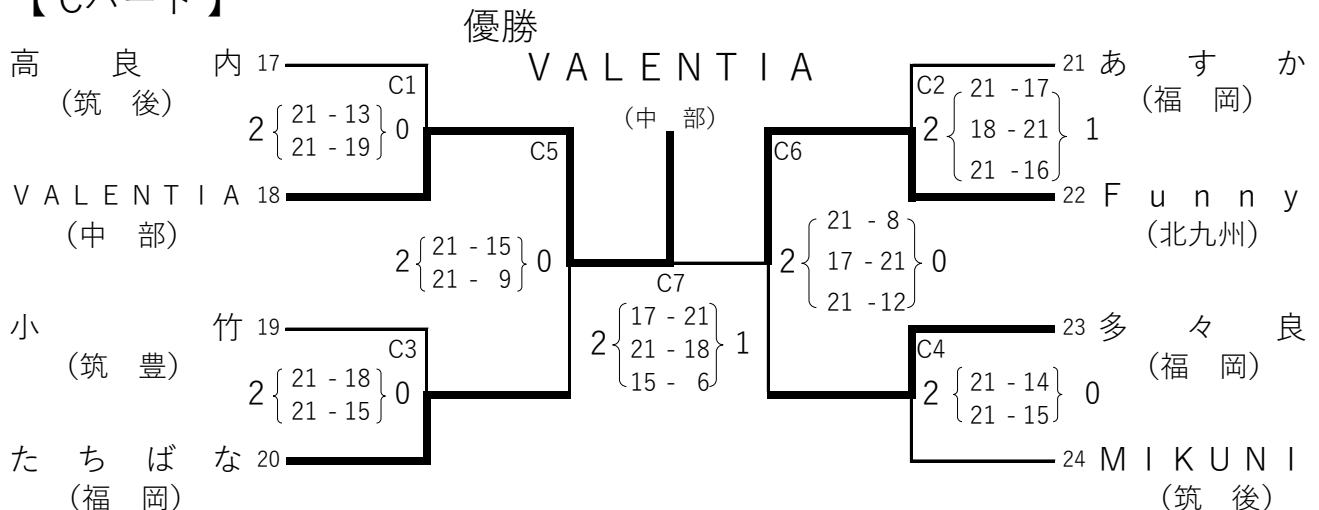 【 Cパート 】
優勝
VALENTIA
(中 部)
高良内 17
(筑 後)
C1
2 21 - 13 0
21 - 19
VALENTIA 18
(中 部)
C5
2 21 - 15 0
21 - 9
小竹 19
(筑 豊)
C3
2 21 - 18 0
21 - 15
たちばな 20
(福 岡)
C7
17 - 21
2 21 - 18 1
15 - 6
21 あすか
(福 岡)
C2
21 -17
2 18 - 21 1
21 -16
22 Funny
(北九州)
C6
21 - 8
2 17 - 21 0
21 -12
23 多々良
(福 岡)
C4
2 21 - 14 0
21 - 15
24 MIKUNI
(筑 後)